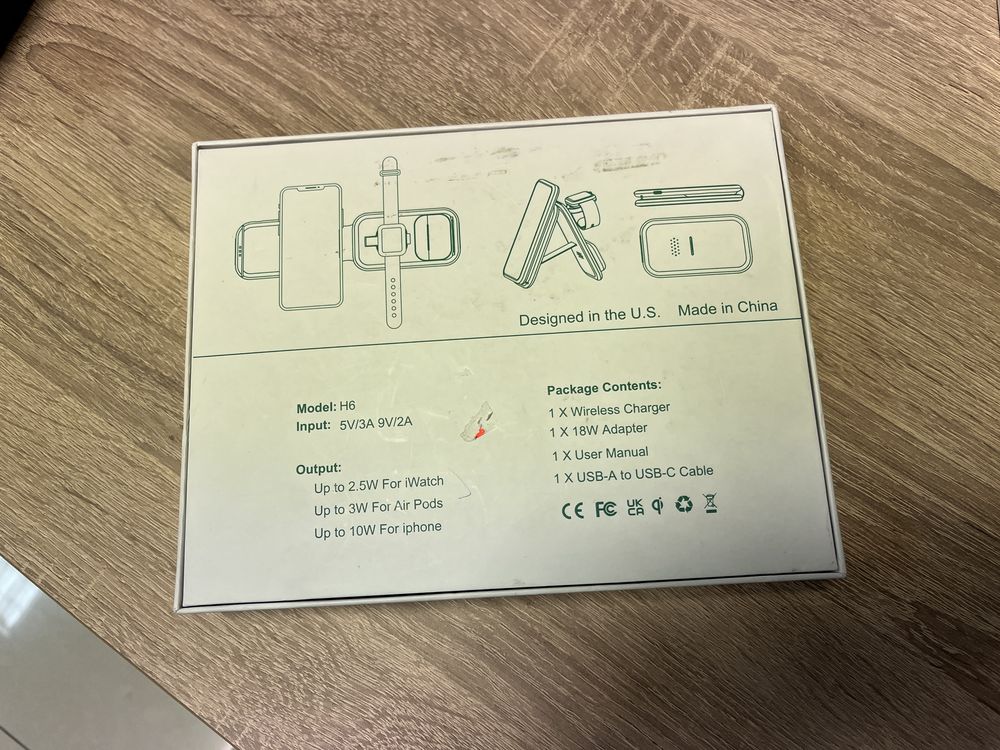 Designed in the U.S. Made in China
Model: H6
Input: 5V/3A 9V/2A
Output:
Up to 2.5W For iWatch
Up to 3W For Air Pods
Up to 10W For iphone
Package Contents:
1 X Wireless Charger
1 X 18W Adapter
1 X User Manual
1 X USB-A to USB-C Cable
CE FC UK CA qi